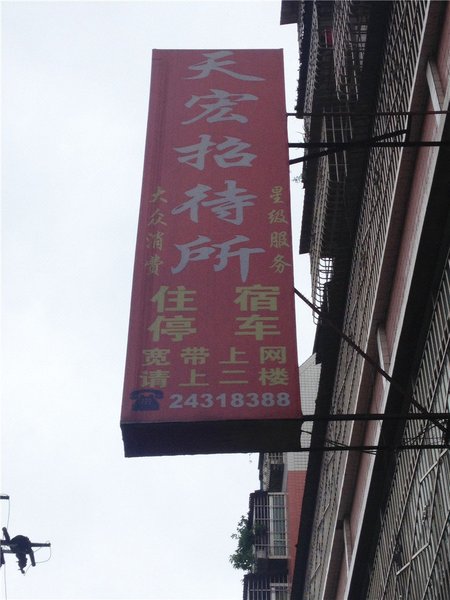 天宏招待所
大众消费
星级服务
住宿
停车
宽带上网
请上二楼
24318388